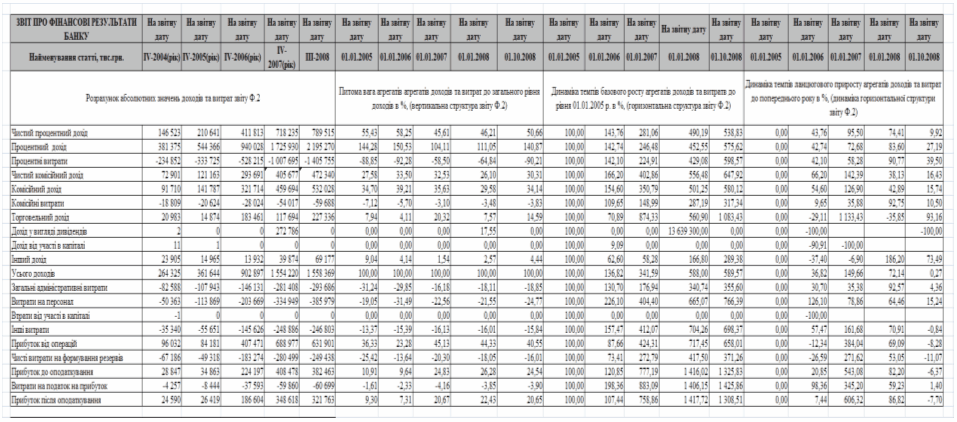 ЗВІТ ПРО ФІНАНСОВІ РЕЗУЛЬТАТИ БАНКУ На звітну дату На звітну дату На звітну дату На звітну дату На звітну дату На звітну дату На звітну дату На звітну дату На звітну дату На звітну дату На звітну дату На звітну дату На звітну дату На звітну дату На звітну дату На звітну дату На звітну дату На звітну дату На звітну дату На звітну дату
Найменування статті, тис.грн. IV-2004(рік) IV-2005(рік) IV-2006(рік) IV-2007(рік) III-2008 01.01.2005 01.01.2006 01.01.2007 01.01.2008 01.10.2008 01.01.2005 01.01.2006 01.01.2007 01.01.2008 01.10.2008 01.01.2005 01.01.2006 01.01.2007 01.01.2008 01.10.2008
Розрахунок абсолютних значень доходів та витрат звіту Ф.2
Питома вага агрегатів агрегатів доходів та витрат до загального рівня доходів в %, (вертикальна структура звіту Ф.2)
Динаміка темпів базового росту агрегатів доходів та витрат до рівня 01.01.2005 р. в %, (горизонтальна структура звіту Ф.2)
Динаміка темпів ланцюгового приросту агрегатів доходів та витрат до попереднього року в %, (динаміка горизонтальної структури звіту Ф.2)
Чистий процентний дохід 146 523 210 641 411 813 718 235 789 515 55,43 58,25 45,61 46,21 50,66 100,00 143,76 281,06 490,19 538,83 0,00 43,76 95,50 74,41 9,92
Процентний дохід 381 375 544 366 940 028 1 725 930 2 195 270 144,28 150,53 104,11 111,05 140,87 100,00 142,74 246,48 452,55 575,62 0,00 42,74 72,68 83,60 27,19
Процентні витрати -234 852 -333 725 -528 215 -1 007 695 -1 405 755 -88,85 -92,28 -58,50 -64,84 -90,21 100,00 142,10 224,91 429,08 598,57 0,00 42,10 58,28 90,77 39,50
Чистий комісійний дохід 72 901 121 163 293 691 405 677 472 340 27,58 33,50 32,53 26,10 30,31 100,00 166,20 402,86 556,48 647,92 0,00 66,20 142,39 38,13 16,43
Комісійний дохід 91 710 141 787 321 714 459 694 532 028 34,70 39,21 35,63 29,58 34,14 100,00 154,60 350,79 501,25 580,12 0,00 54,60 126,90 42,89 15,74
Комісійні витрати -18 809 -20 624 -28 024 -54 017 -59 688 -7,12 -5,70 -3,10 -3,48 -3,83 100,00 109,65 148,99 287,19 317,34 0,00 9,65 35,88 92,75 10,50
Торговельний дохід 20 983 14 874 183 461 117 694 227 336 7,94 4,11 20,32 7,57 14,59 100,00 70,89 874,33 560,90 1 083,43 0,00 -29,11 1 133,43 -35,85 93,16
Дохід у вигляді дивідендів 2 0 0 272 786 0 0,00 0,00 0,00 17,55 0,00 100,00 0,00 0,00 13 639 300,00 0,00 0,00 -100,00 -100,00
Дохід від участі в капіталі 11 1 0 0 0 0,00 0,00 0,00 0,00 0,00 100,00 9,09 0,00 0,00 0,00 0,00 -90,91 -100,00
Інший дохід 23 905 14 965 13 932 39 874 69 177 9,04 4,14 1,54 2,57 4,44 100,00 62,60 58,28 166,80 289,38 0,00 -37,40 -6,90 186,20 73,49
Усього доходів 264 325 361 644 902 897 1 554 220 1 558 369 100,00 100,00 100,00 100,00 100,00 100,00 136,82 341,59 588,00 589,57 0,00 36,82 149,66 72,14 0,27
Загальні адміністративні витрати -82 588 -107 943 -146 131 -281 408 -293 686 -31,24 -29,85 -16,18 -18,11 -18,85 100,00 130,70 176,94 340,74 355,60 0,00 30,70 35,38 92,57 4,36
Витрати на персонал -50 363 -113 869 -203 669 -334 949 -385 979 -19,05 -31,49 -22,56 -21,55 -24,77 100,00 226,10 404,40 665,07 766,39 0,00 126,10 78,86 64,46 15,24
Втрати від участі в капіталі -1 0 0 0 0 0,00 0,00 0,00 0,00 0,00 100,00 0,00 0,00 0,00 0,00 0,00 -100,00
Інші витрати -35 340 -55 651 -145 626 -248 886 -246 803 -13,37 -15,39 -16,13 -16,01 -15,84 100,00 157,47 412,07 704,26 698,37 0,00 57,47 161,68 70,91 -0,84
Прибуток від операцій 96 032 84 181 407 471 688 977 631 901 36,33 23,28 45,13 44,33 40,55 100,00 87,66 424,31 717,45 658,01 0,00 -12,34 384,04 69,09 -8,28
Чисті витрати на формування резервів -67 186 -49 318 -183 274 -280 499 -249 438 -25,42 -13,64 -20,30 -18,05 -16,01 100,00 73,41 272,79 417,50 371,26 0,00 -26,59 271,62 53,05 -11,07
Прибуток до оподаткування 28 847 34 863 224 197 408 478 382 463 10,91 9,64 24,83 26,28 24,54 100,00 120,85 777,19 1 416,02 1 325,83 0,00 20,85 543,08 82,20 -6,37
Витрати на податок на прибуток -4 257 -8 444 -37 593 -59 860 -60 699 -1,61 -2,33 -4,16 -3,85 -3,90 100,00 198,36 883,09 1 406,15 1 425,86 0,00 98,36 345,20 59,23 1,40
Прибуток після оподаткування 24 590 26 419 186 604 348 618 321 763 9,30 7,31 20,67 22,43 20,65 100,00 107,44 758,86 1 417,72 1 308,51 0,00 7,44 606,32 86,82 -7,70